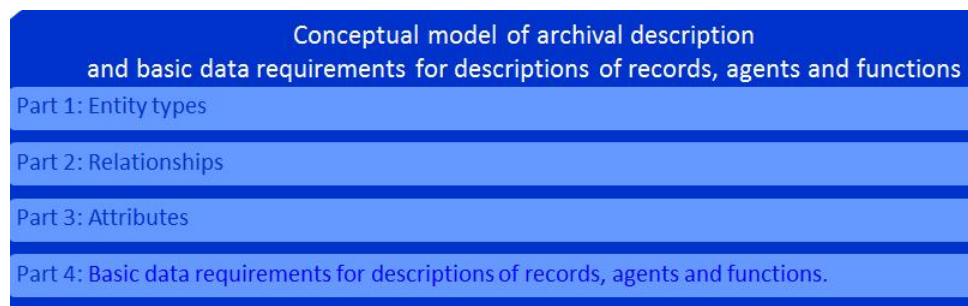 Conceptual model of archival description
and basic data requirements for descriptions of records, agents and functions
Part 1: Entity types
Part 2: Relationships
Part 3: Attributes
Part 4: Basic data requirements for descriptions of records, agents and functions.